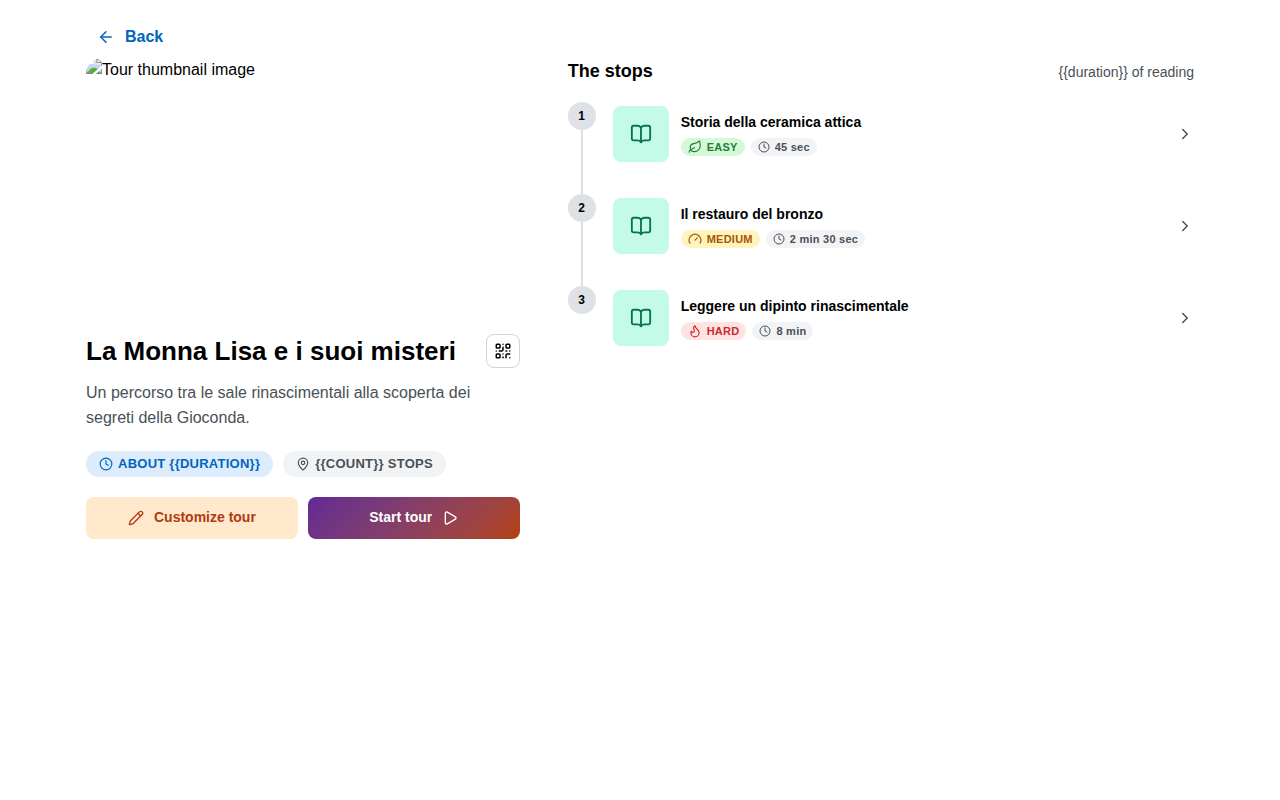 Back
Tour thumbnail image
La Monna Lisa e i suoi misteri
Un percorso tra le sale rinascimentali alla scoperta dei
segreti della Gioconda.
ABOUT {{DURATION}}
{{COUNT}} STOPS
Customize tour
Start tour
The stops
{{duration}} of reading
1
Storia della ceramica attica
EASY
45 sec
2
Il restauro del bronzo
MEDIUM
2 min 30 sec
3
Leggere un dipinto rinascimentale
HARD
8 min